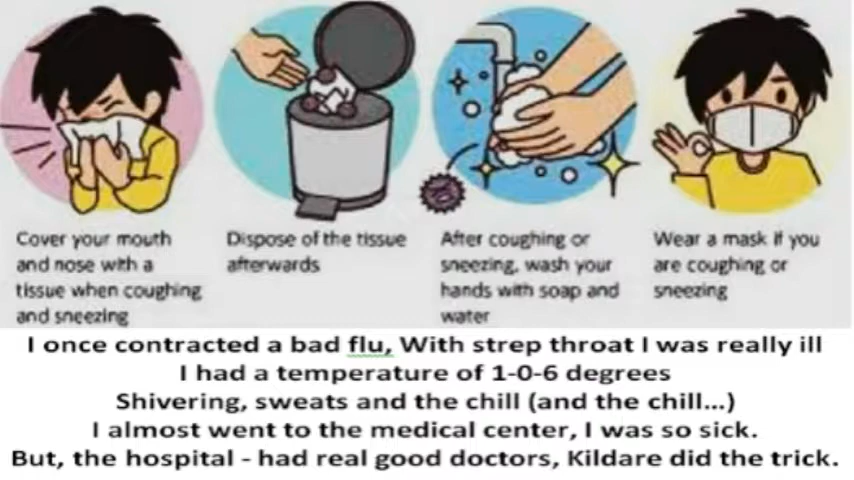 Cover your mouth
and nose with a
tissue when coughing
and sneezing
Dispose of the tissue
afterwards
After coughing or
sneezing, wash your
hands with soap and
water
Wear a mask if you
are coughing or
sneezing
I once contracted a bad flu, With strep throat I was really ill
I had a temperature of 1-0-6 degrees
Shivering, sweats and the chill (and the chill...)
I almost went to the medical center, I was so sick.
But, the hospital - had real good doctors, Kildare did the trick.